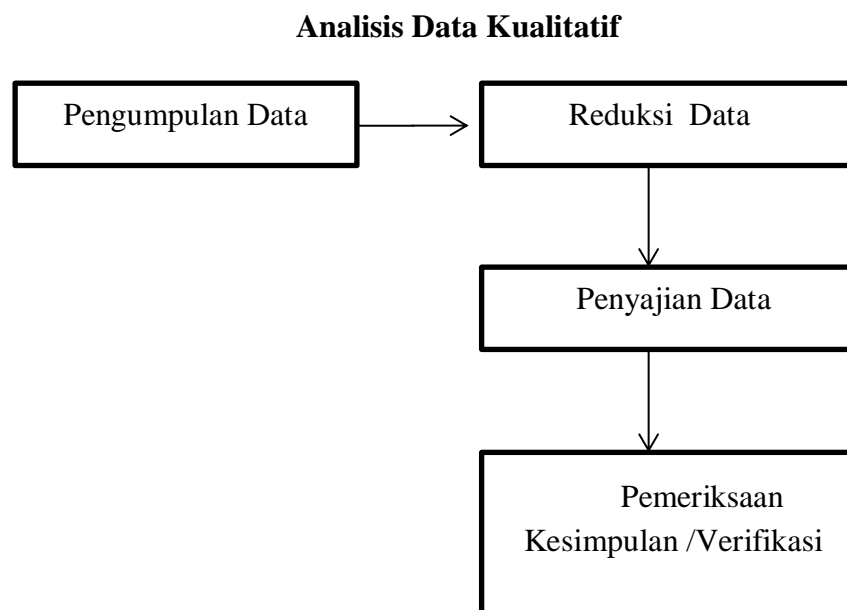 Analisis Data Kualitatif
Pengumpulan Data
Reduksi Data
Penyajian Data
Pemeriksaan
Kesimpulan /Verifikasi